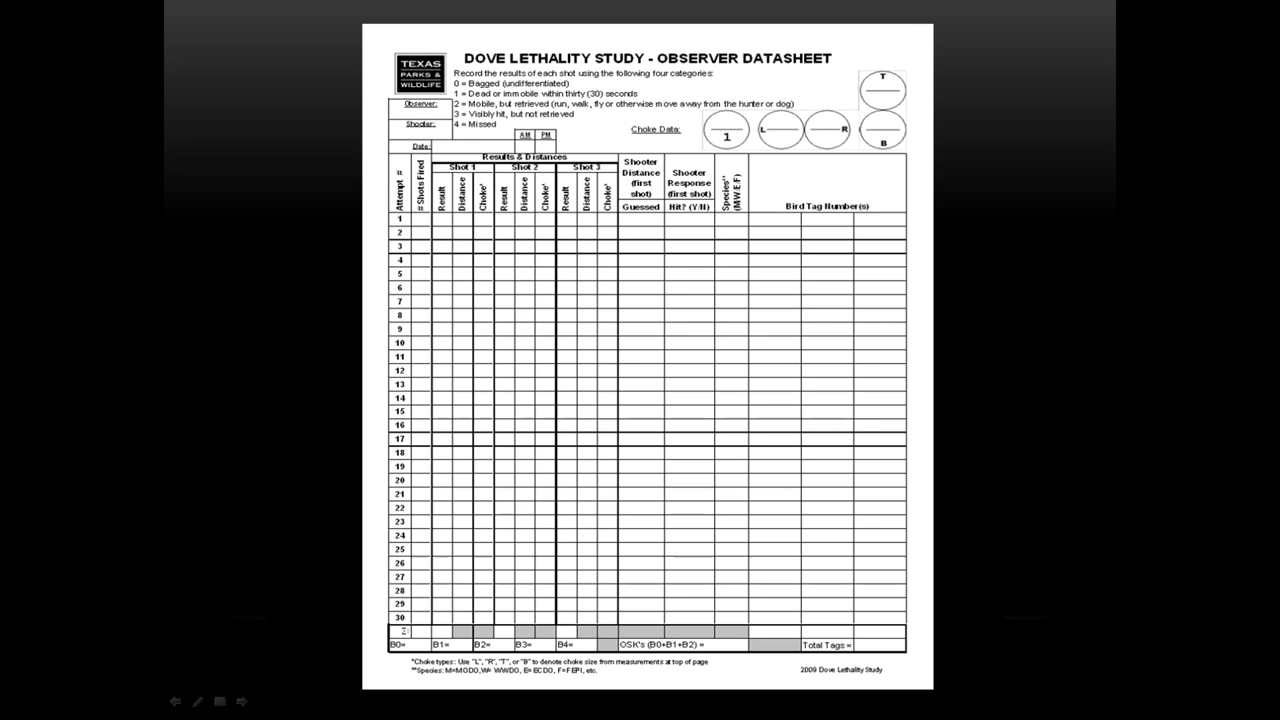 DOVE LETHALITY STUDY - OBSERVER DATASHEET
TEXAS
PARKS &
WILDLIFE
Record the results of each shot using the following four categories:
0 = Bagged (undifferentiated)
1 = Dead or immobile within thirty (30) seconds
2 = Mobile, but retrieved (run, walk, fly or otherwise move away from the hunter or dog)
3 = Visibly hit, but not retrieved
4 = Missed
Observer:
Shooter:
Date:
AM PM
Choke Data:
1
L R
T
B
Results & Distances
Shot 1 Shot 2 Shot 3
Attempt #
# Shots Fired
Result Distance Choke* Result Distance Choke* Result Distance Choke*
Shooter Distance (first shot)
Guessed
Shooter Response (first shot)
Hit? (Y/N)
Species** (M/W/E/F)
Bird Tag Number(s)
1
2
3
4
5
6
7
8
9
10
11
12
13
14
15
16
17
18
19
20
21
22
23
24
25
26
27
28
29
30
Σ:
B0= B1= B2= B3= B4= OSK's (B0+B1+B2) = Total Tags =
*Choke types: Use "L", "R", "T", or "B" to denote choke size from measurements at top of page
**Species: M=MODO, W= WWDO, E= ECDO, F=FEPI, etc.
2009 Dove Lethality Study